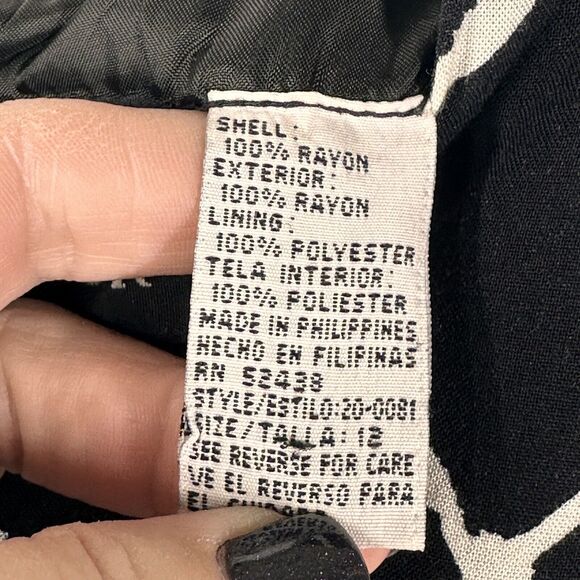 SHELL:
100% RAYON
EXTERIOR:
100% RAYON
LINING:
100% POLYESTER
TELA INTERIOR:
100% POLIESTER
MADE IN PHILIPPINES
HECHO EN FILIPINAS
RN 52438
STYLE/ESTILO:20-0081
SIZE/TALLA: 12
SEE REVERSE FOR CARE
VE EL REVERSO PARA
EL